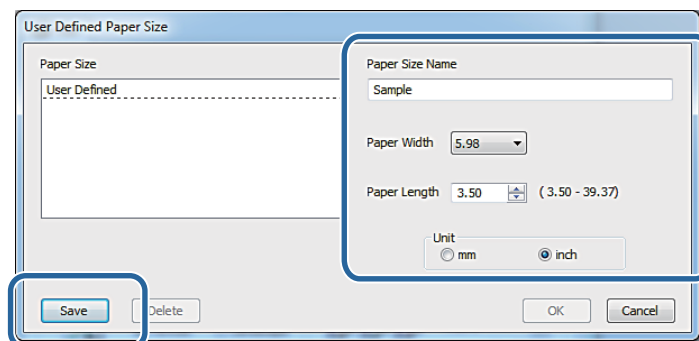 User Defined Paper Size
Paper Size
User Defined
Paper Size Name
Sample
Paper Width 5.98
Paper Length 3.50 ( 3.50 - 39.37)
Unit
mm inch
Save Delete OK Cancel